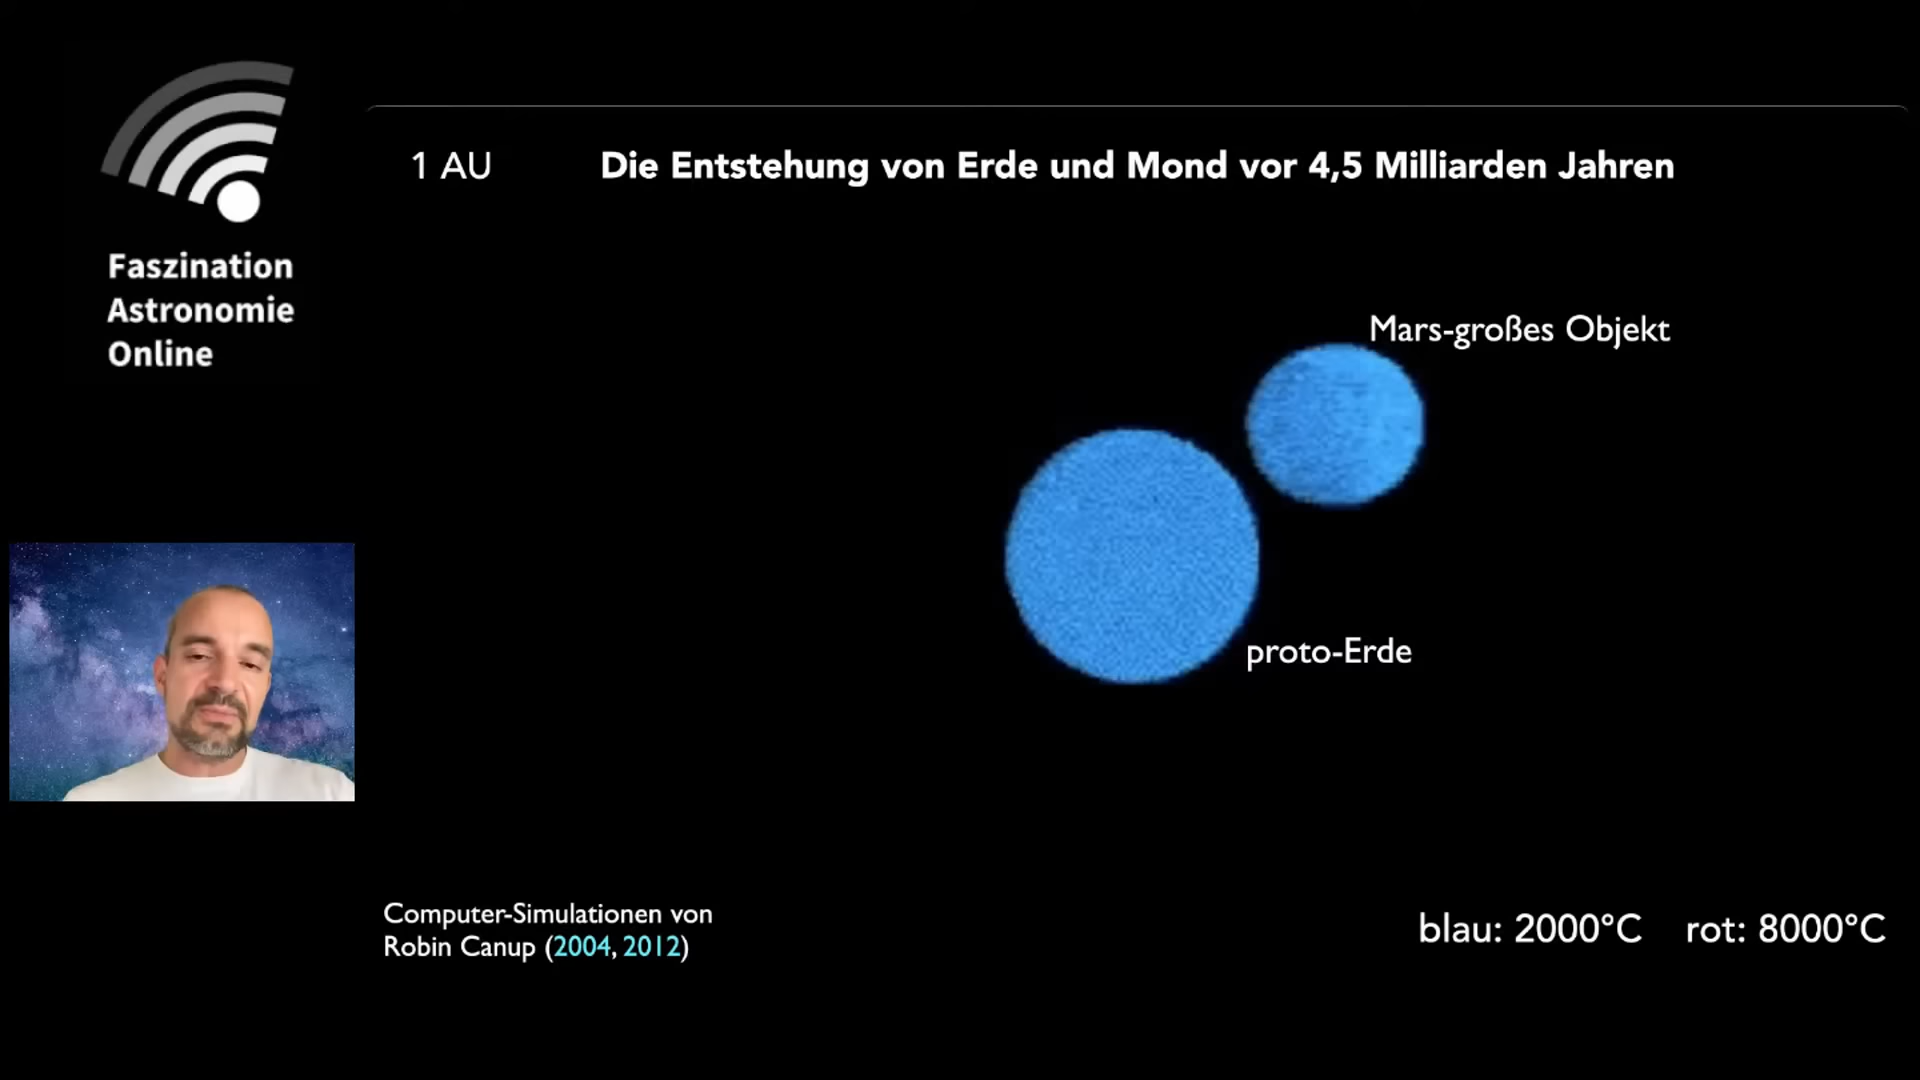 Faszination
Astronomie
Online
1 AU
Die Entstehung von Erde und Mond vor 4,5 Milliarden Jahren
Mars-großes Objekt
proto-Erde
Computer-Simulationen von
Robin Canup (2004, 2012)
blau: 2000°C rot: 8000°C